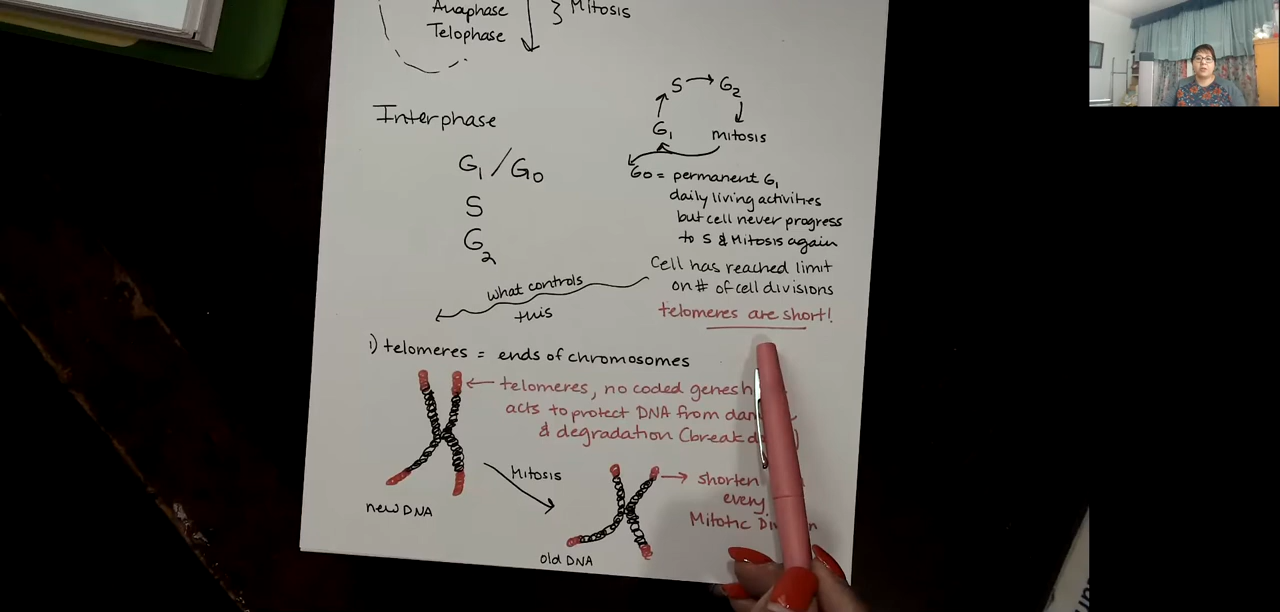 Anaphase
Telophase
} Mitosis
S → G2
G1 mitosis
Interphase
G1/G0
S
G2
G0 = permanent G1
daily living activities
but cell never progress
to S & Mitosis again
Cell has reached limit
on # of cell divisions
telomeres are short!
what controls
this
1) telomeres = ends of chromosomes
← telomeres, no coded genes
acts to protect DNA from
& degradation (break
Mitosis
new DNA
→ shorten
every
Mitotic
old DNA